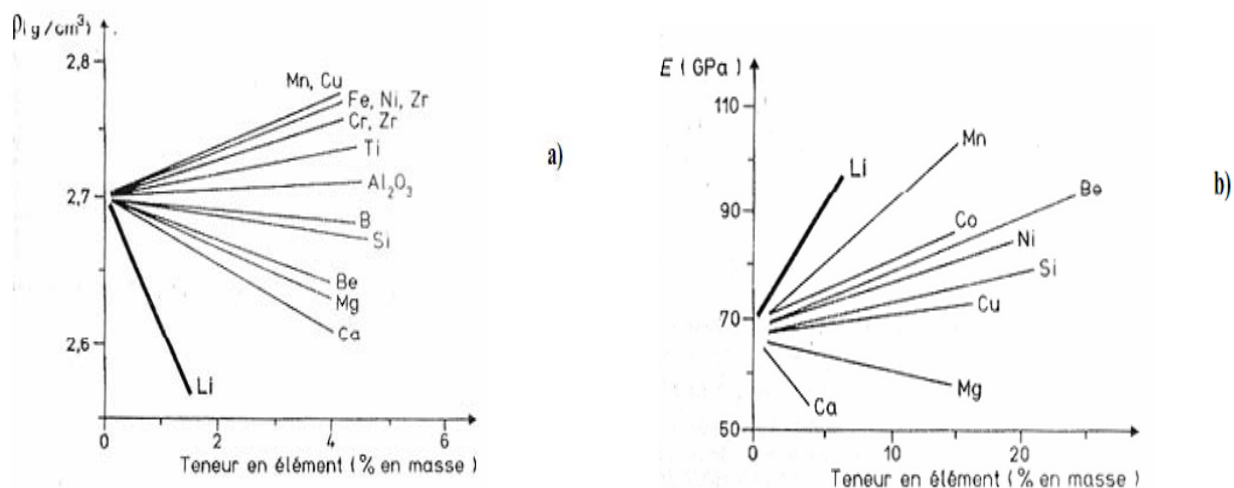 ρ(g/cm³)
2,8
2,7
2,6
Mn, Cu
Fe, Ni, Zr
Cr, Zr
Ti
Al₂O₃
B
Si
Be
Mg
Ca
Li
0 2 4 6
Teneur en élément (% en masse)
a)
E (GPa)
110
90
70
50
Li
Mn
Co
Be
Ni
Si
Cu
Mg
Ca
0 10 20
Teneur en élément (% en masse)
b)